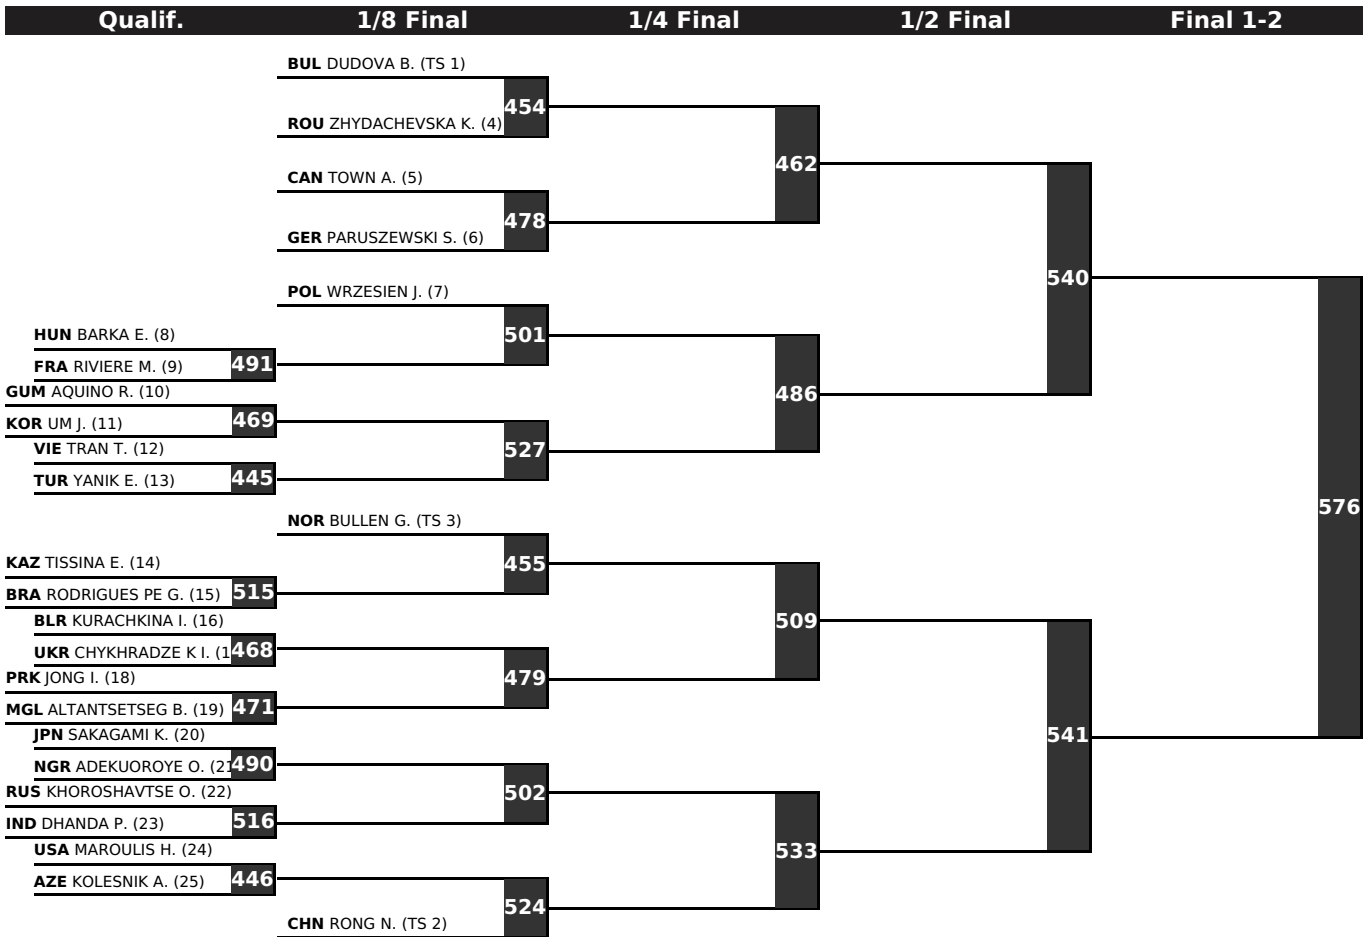 Qualif. 1/8 Final 1/4 Final 1/2 Final Final 1-2
BUL DUDOVA B. (TS 1)
454
ROU ZHYDACHEVSKA K. (4)
462
CAN TOWN A. (5)
478
GER PARUSZEWSKI S. (6)
540
POL WRZESIEN J. (7)
501
HUN BARKA E. (8)
491
FRA RIVIERE M. (9)
486
GUM AQUINO R. (10)
469
KOR UM J. (11)
527
VIE TRAN T. (12)
445
TUR YANIK E. (13)
576
NOR BULLEN G. (TS 3)
455
KAZ TISSINA E. (14)
515
BRA RODRIGUES PE G. (15)
509
BLR KURACHKINA I. (16)
468
UKR CHYKHRADZE K I. (1
479
PRK JONG I. (18)
471
MGL ALTANTSETSEG B. (19)
541
JPN SAKAGAMI K. (20)
490
NGR ADEKUOROYE O. (21
502
RUS KHOROSHAVTSE O. (22)
516
IND DHANDA P. (23)
533
USA MAROULIS H. (24)
446
AZE KOLESNIK A. (25)
524
CHN RONG N. (TS 2)